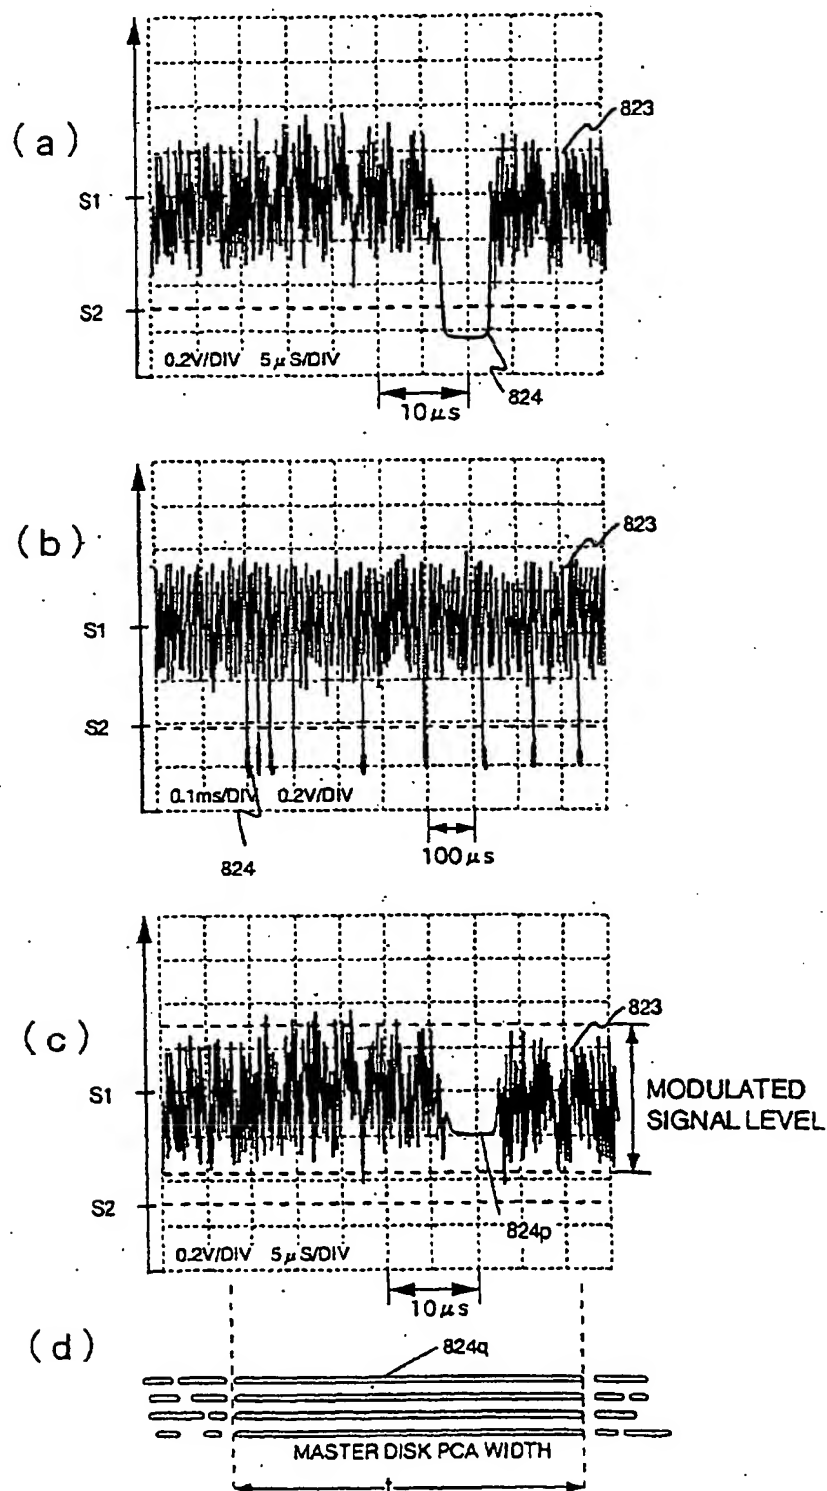 (a)
823
S1
S2
0.2V/DIV 5μS/DIV
824
10μs
(b)
823
S1
S2
0.1ms/DIV 0.2V/DIV
824
100μs
(c)
823
S1
MODULATED
SIGNAL LEVEL
S2
824p
0.2V/DIV 5μS/DIV
10μs
(d)
824q
MASTER DISK PCA WIDTH
t